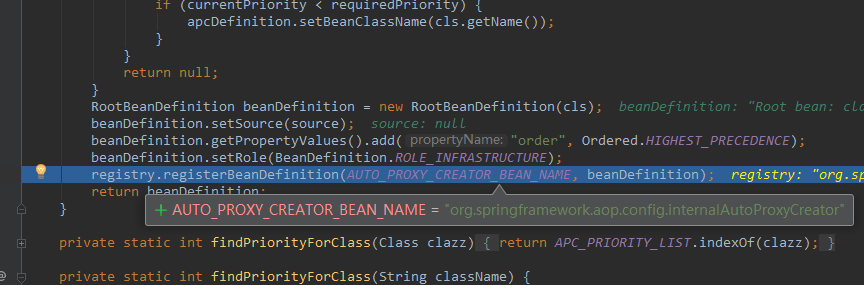 if (currentPriority < requiredPriority) {
apcDefinition.setBeanClassName(cls.getName());
}
}
return null;
}
RootBeanDefinition beanDefinition = new RootBeanDefinition(cls); beanDefinition: "Root bean: cla
beanDefinition.setSource(source); source: null
beanDefinition.getPropertyValues().add( propertyName: "order", Ordered.HIGHEST_PRECEDENCE);
beanDefinition.setRole(BeanDefinition.ROLE_INFRASTRUCTURE);
registry.registerBeanDefinition(AUTO_PROXY_CREATOR_BEAN_NAME, beanDefinition); registry: "org.sp
return beanDefinition;
+ AUTO_PROXY_CREATOR_BEAN_NAME = "org.springframework.aop.config.internalAutoProxyCreator"
}
private static int findPriorityForClass(Class clazz) { return APC_PRIORITY_LIST.indexOf(clazz); }
@ private static int findPriorityForClass(String className) {